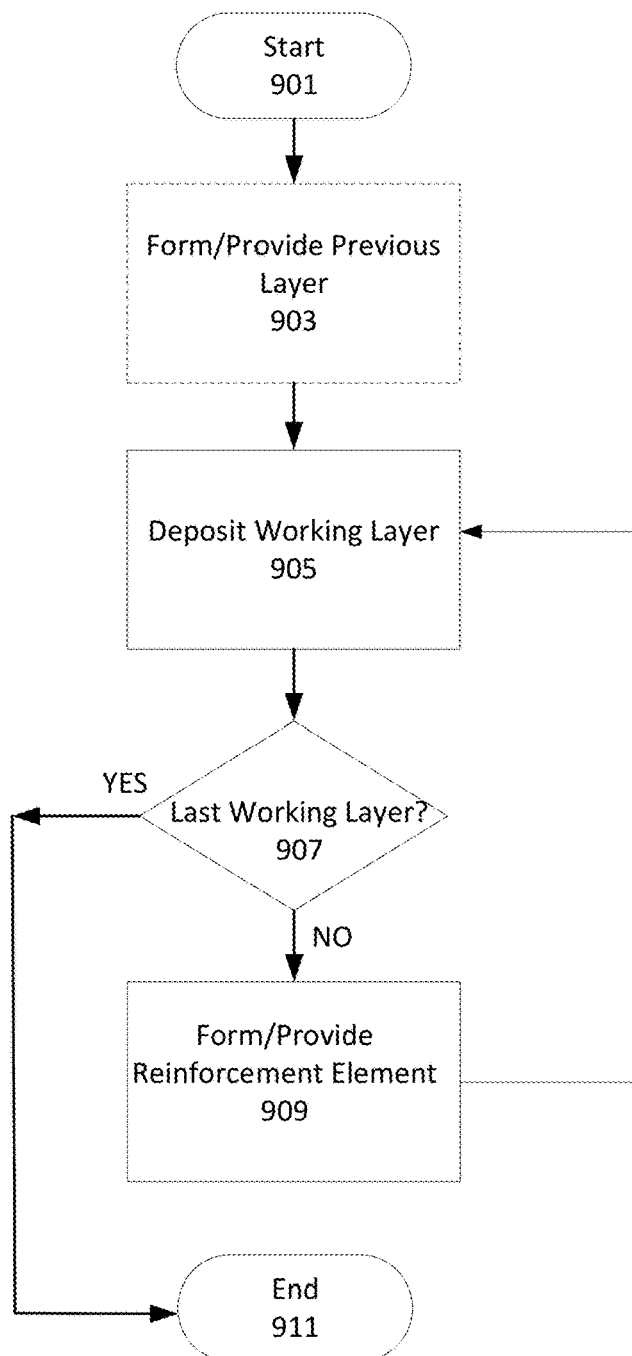 Start
901
Form/Provide Previous
Layer
903
Deposit Working Layer
905
YES
Last Working Layer?
907
NO
Form/Provide
Reinforcement Element
909
End
911